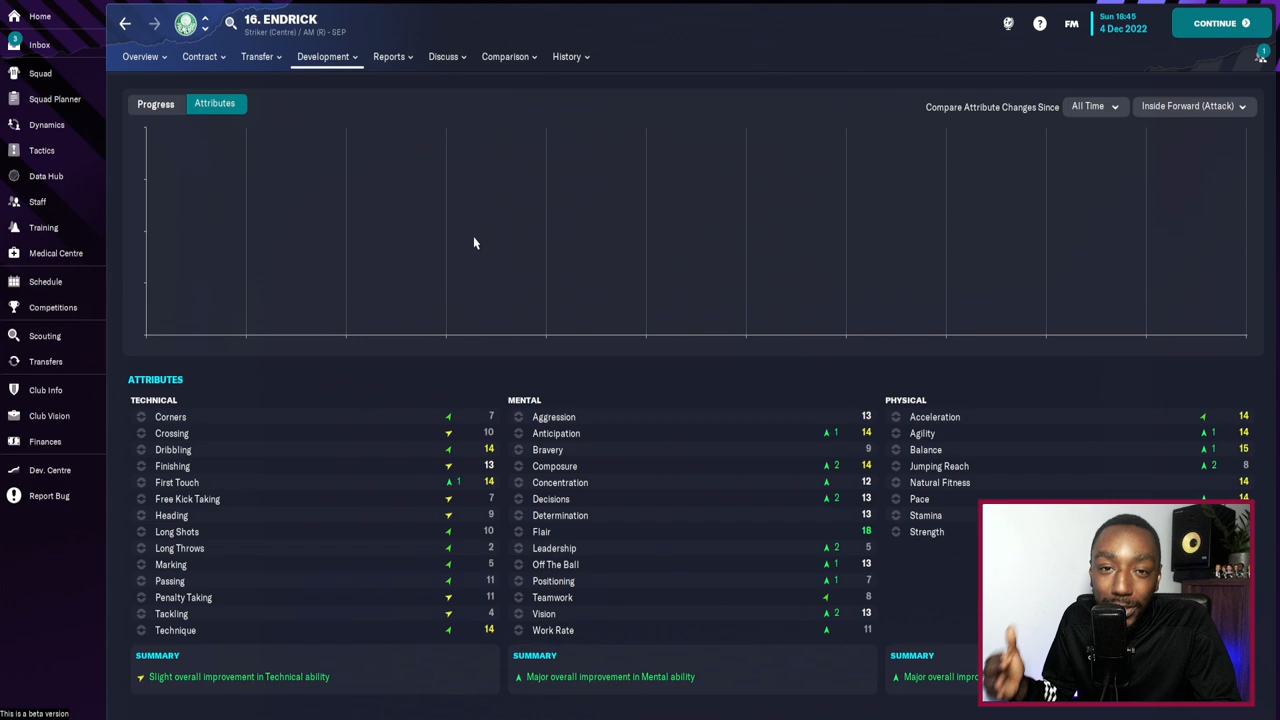 Home
3
Inbox
Squad
Squad Planner
Dynamics
Tactics
Data Hub
Staff
Training
Medical Centre
Schedule
Competitions
Scouting
Transfers
Club Info
Club Vision
Finances
Dev. Centre
Report Bug
This is a beta version
16. ENDRICK
Striker (Centre) / AM (R) - SEP
FM
Sun 18:45
4 Dec 2022
CONTINUE
Overview
Contract
Transfer
Development
Reports
Discuss
Comparison
History
1
Progress
Attributes
Compare Attribute Changes Since
All Time
Inside Forward (Attack)
ATTRIBUTES
TECHNICAL
Corners 7
Crossing 10
Dribbling 14
Finishing 13
First Touch 1 14
Free Kick Taking 7
Heading 9
Long Shots 10
Long Throws 2
Marking 5
Passing 11
Penalty Taking 11
Tackling 4
Technique 14
SUMMARY
Slight overall improvement in Technical ability
MENTAL
Aggression 13
Anticipation 1 14
Bravery 9
Composure 2 14
Concentration 12
Decisions 2 13
Determination 13
Flair 18
Leadership 2 5
Off The Ball 1 13
Positioning 1 7
Teamwork 8
Vision 2 13
Work Rate 11
SUMMARY
Major overall improvement in Mental ability
PHYSICAL
Acceleration 14
Agility 1 14
Balance 1 15
Jumping Reach 2 8
Natural Fitness 14
Pace 14
Stamina
Strength
SUMMARY
Major overall